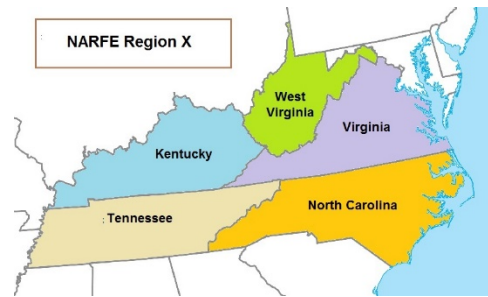 NARFE Region X
West
Virginia
Virginia
Kentucky
Tennessee
North Carolina